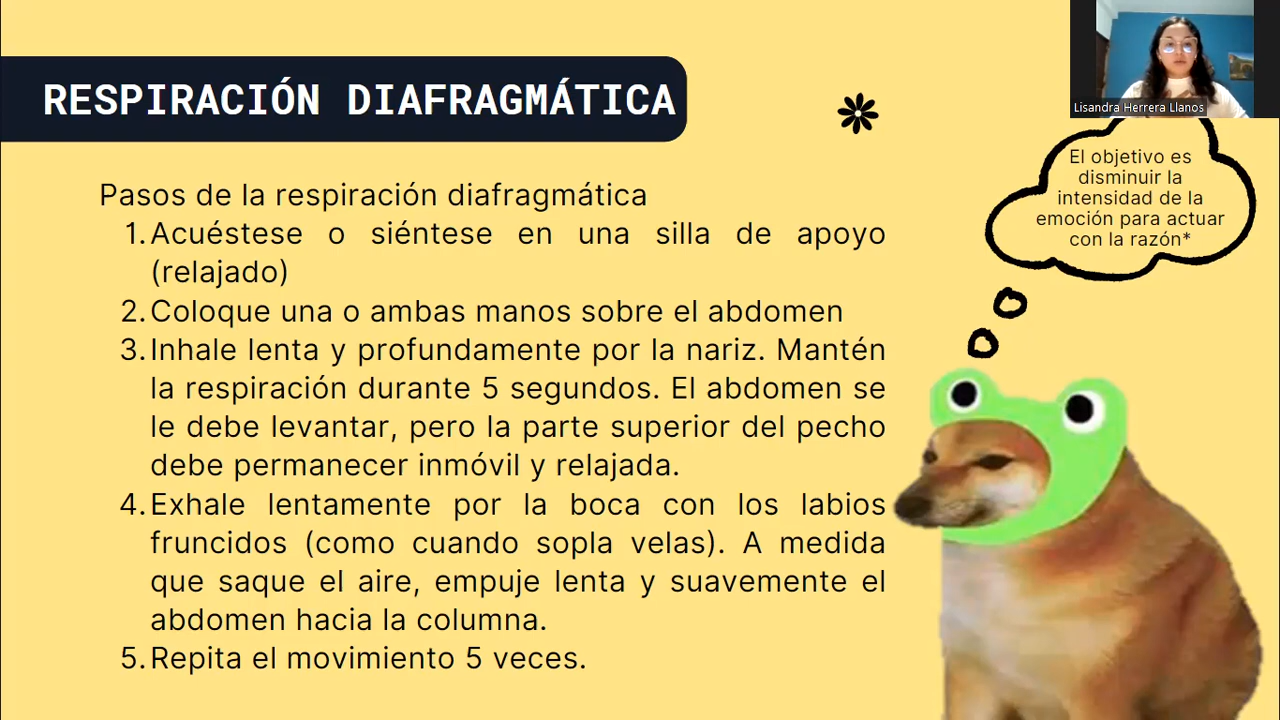 RESPIRACIÓN DIAFRAGMÁTICA
Lisandra Herrera Llanos
El objetivo es
disminuir la
intensidad de la
emoción para actuar
con la razón*
Pasos de la respiración diafragmática
1. Acuéstese o siéntese en una silla de apoyo
(relajado)
2. Coloque una o ambas manos sobre el abdomen
3. Inhale lenta y profundamente por la nariz. Mantén
la respiración durante 5 segundos. El abdomen se
le debe levantar, pero la parte superior del pecho
debe permanecer inmóvil y relajada.
4. Exhale lentamente por la boca con los labios
fruncidos (como cuando sopla velas). A medida
que saque el aire, empuje lenta y suavemente el
abdomen hacia la columna.
5. Repita el movimiento 5 veces.